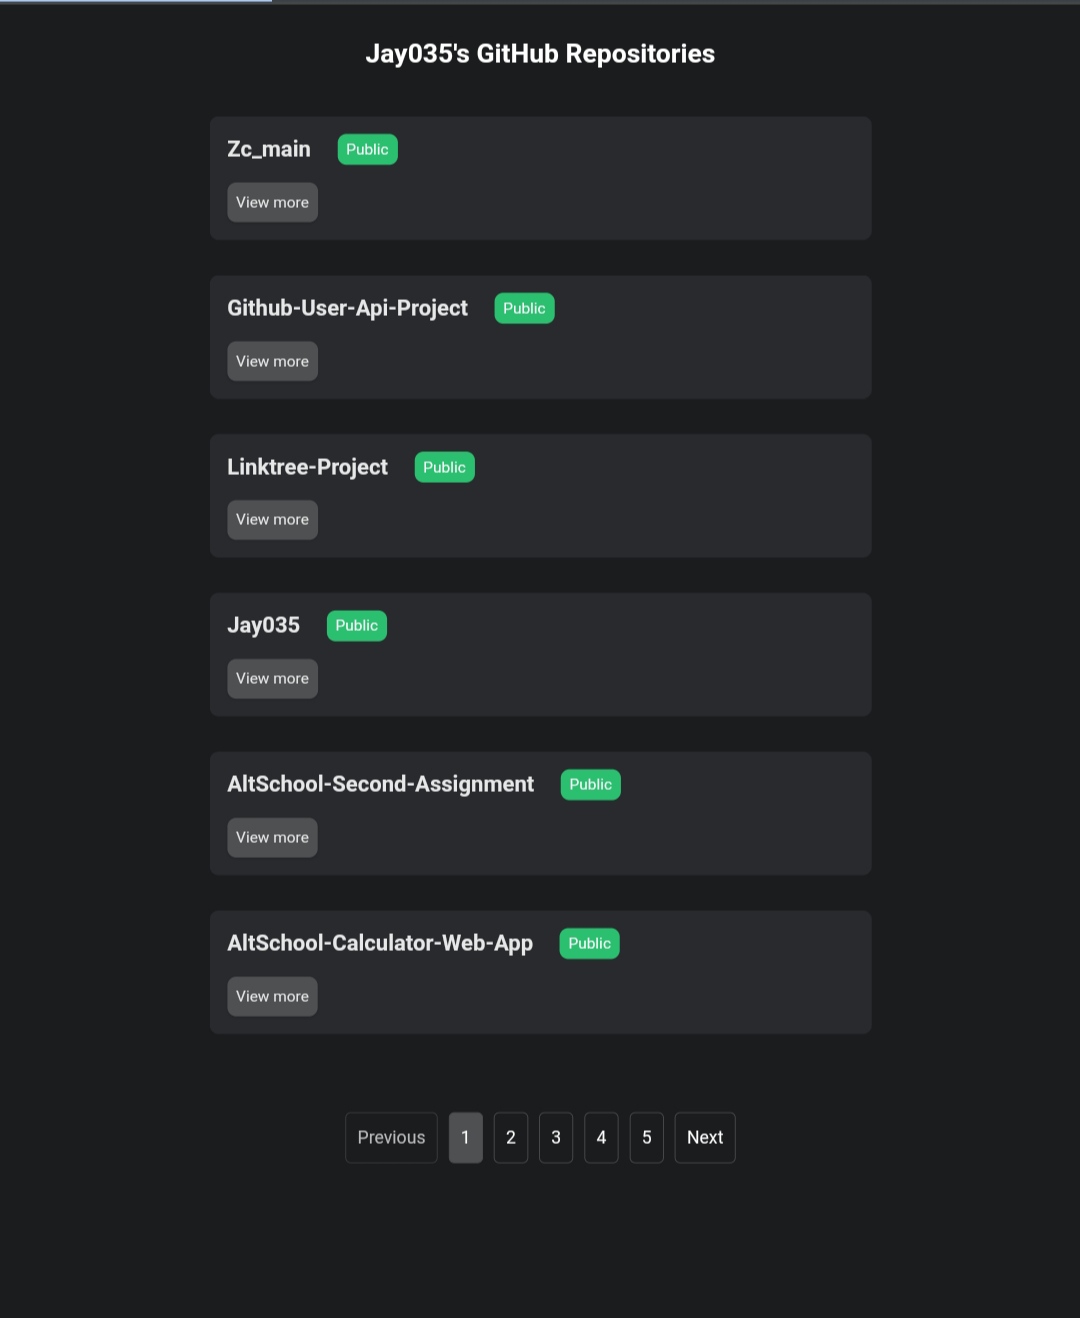 Jay035's GitHub Repositories
Zc_main Public
View more
Github-User-Api-Project Public
View more
Linktree-Project Public
View more
Jay035 Public
View more
AltSchool-Second-Assignment Public
View more
AltSchool-Calculator-Web-App Public
View more
Previous 1 2 3 4 5 Next